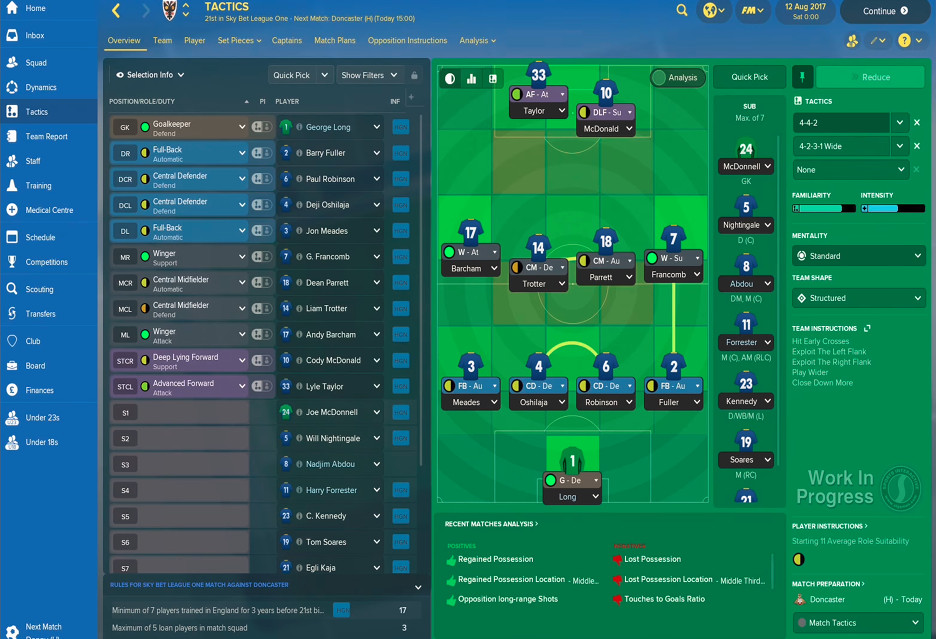 Home
Inbox
Squad
Dynamics
Tactics
Team Report
Staff
Training
Medical Centre
Schedule
Competitions
Scouting
Transfers
Club
Board
Finances
Under 23s
Under 18s
Next Match
TACTICS
21st in Sky Bet League One - Next Match: Doncaster (H) (Today 15:00)
FM
12 Aug 2017
Sat 0:00
Continue
Overview Team Player Set Pieces Captains Match Plans Opposition Instructions Analysis
?
Selection Info
Quick Pick
Show Filters
POSITION/ROLE/DUTY PI PLAYER INF
GK Goalkeeper Defend 1 George Long
DR Full-Back Automatic 2 Barry Fuller
DCR Central Defender Defend 6 Paul Robinson
DCL Central Defender Defend 4 Deji Oshilaja
DL Full-Back Automatic 3 Jon Meades
MR Winger Support 7 G. Francomb
MCR Central Midfielder Automatic 18 Dean Parrett
MCL Central Midfielder Defend 14 Liam Trotter
ML Winger Attack 17 Andy Barcham
STCR Deep Lying Forward Support 10 Cody McDonald
STCL Advanced Forward Attack 33 Lyle Taylor
S1 24 Joe McDonnell
S2 5 Will Nightingale
S3 8 Nadjim Abdou
S4 11 Harry Forrester
S5 23 C. Kennedy
S6 19 Tom Soares
S7 21 Egli Kaja
RULES FOR SKY BET LEAGUE ONE MATCH AGAINST DONCASTER
Minimum of 7 players trained in England for 3 years before 21st bi... HGN 17
Maximum of 5 loan players in match squad 3
Analysis
33
AF - At
Taylor
10
DLF - Su
McDonald
17
W - At
Barcham
14
CM - De
Trotter
18
CM - Au
Parrett
7
W - Su
Francomb
3
FB - Au
Meades
4
CD - De
Oshilaja
6
CD - De
Robinson
2
FB - Au
Fuller
1
G - De
Long
Quick Pick
SUB
Max. of 7
24
McDonnell
GK
5
Nightingale
D (C)
8
Abdou
DM, M (C)
11
Forrester
M (C), AM (RLC)
23
Kennedy
D/WB/M (L)
19
Soares
M (RC)
21
RECENT MATCHES ANALYSIS >
POSITIVES
Regained Possession
Regained Possession Location - Middle...
Opposition long-range Shots
Lost Possession
Lost Possession Location - Middle Third...
Touches to Goals Ratio
Reduce
TACTICS
4-4-2
4-2-3-1 Wide
None
FAMILIARITY INTENSITY
MENTALITY
Standard
TEAM SHAPE
Structured
TEAM INSTRUCTIONS
Hit Early Crosses
Exploit The Left Flank
Exploit The Right Flank
Play Wider
Close Down More
Work In
Progress
PLAYER INSTRUCTIONS >
Starting 11 Average Role Suitability
MATCH PREPARATION >
Doncaster (H) - Today
Match Tactics